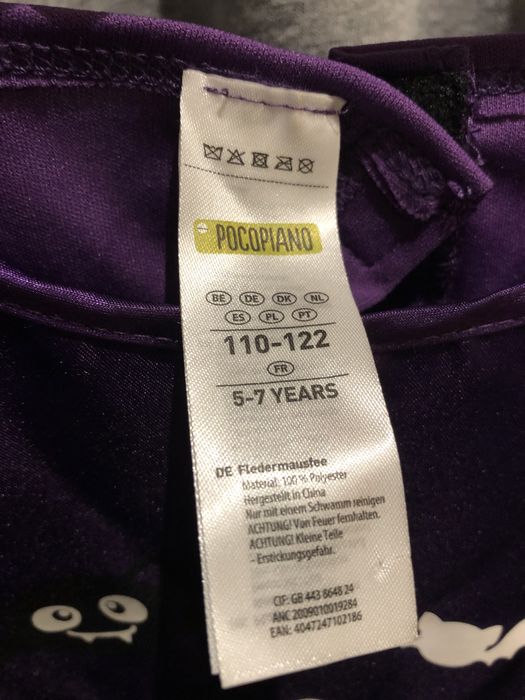 POCOPIANO
BE DE DK NL
ES PL PT
110-122
FR
5-7 YEARS
DE Fledermausfee
Material: 100 % Polyester
Hergestellt in China
Nur mit einem Schwamm reinigen
ACHTUNG! Von Feuer fernhalten.
ACHTUNG! Kleine Teile
- Erstickungsgefahr.
CIF: GB 443 8648 24
ANC 2009010019284
EAN: 4047247102186